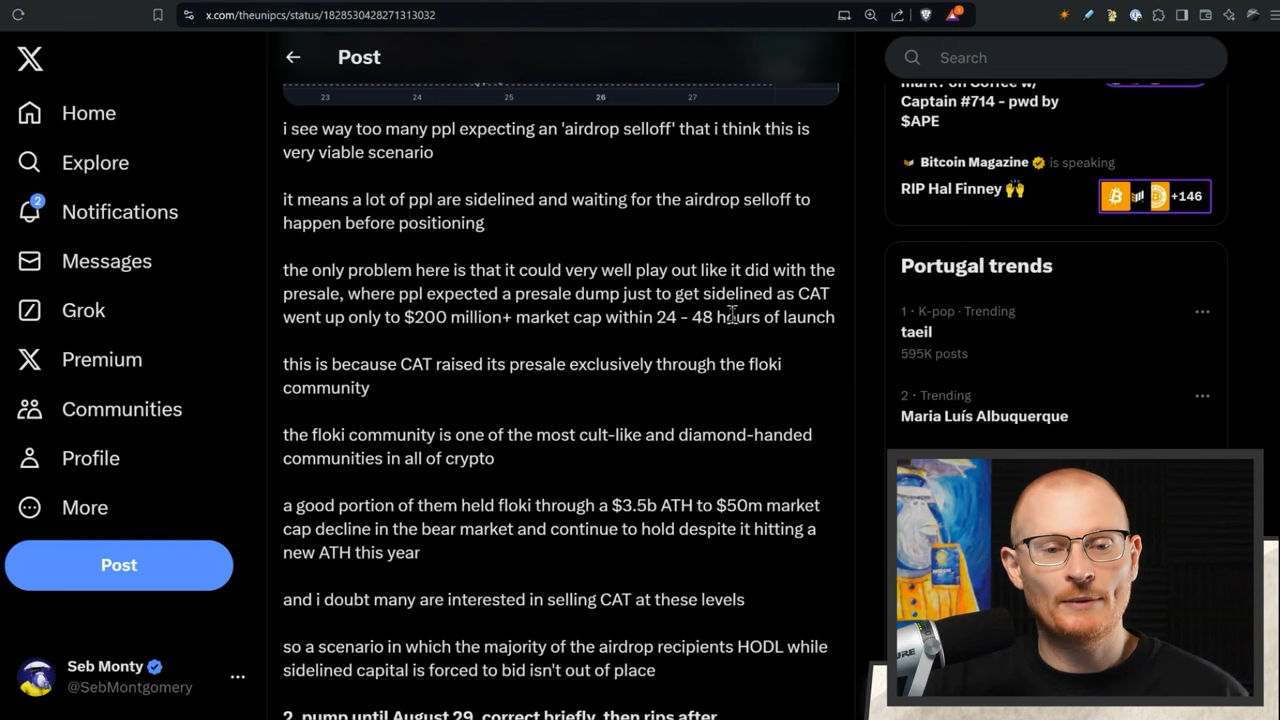 x.com/theunipcs/status/1828530428271313032
Post
Search
Home
Explore
2
Notifications
Messages
Grok
Premium
Communities
Profile
More
Post
Seb Monty
@SebMontgomery
23 24 25 26 27
i see way too many ppl expecting an 'airdrop selloff' that i think this is
very viable scenario
it means a lot of ppl are sidelined and waiting for the airdrop selloff to
happen before positioning
the only problem here is that it could very well play out like it did with the
presale, where ppl expected a presale dump just to get sidelined as CAT
went up only to $200 million+ market cap within 24 - 48 hours of launch
this is because CAT raised its presale exclusively through the floki
community
the floki community is one of the most cult-like and diamond-handed
communities in all of crypto
a good portion of them held floki through a $3.5b ATH to $50m market
cap decline in the bear market and continue to hold despite it hitting a
new ATH this year
and i doubt many are interested in selling CAT at these levels
so a scenario in which the majority of the airdrop recipients HODL while
sidelined capital is forced to bid isn't out of place
2. pump until August 29, correct briefly, then rips after
Captain #714 - pwd by
$APE
Bitcoin Magazine is speaking
RIP Hal Finney 🙌
+146
Portugal trends
1 · K-pop · Trending
taeil
595K posts
2 · Trending
Maria Luís Albuquerque